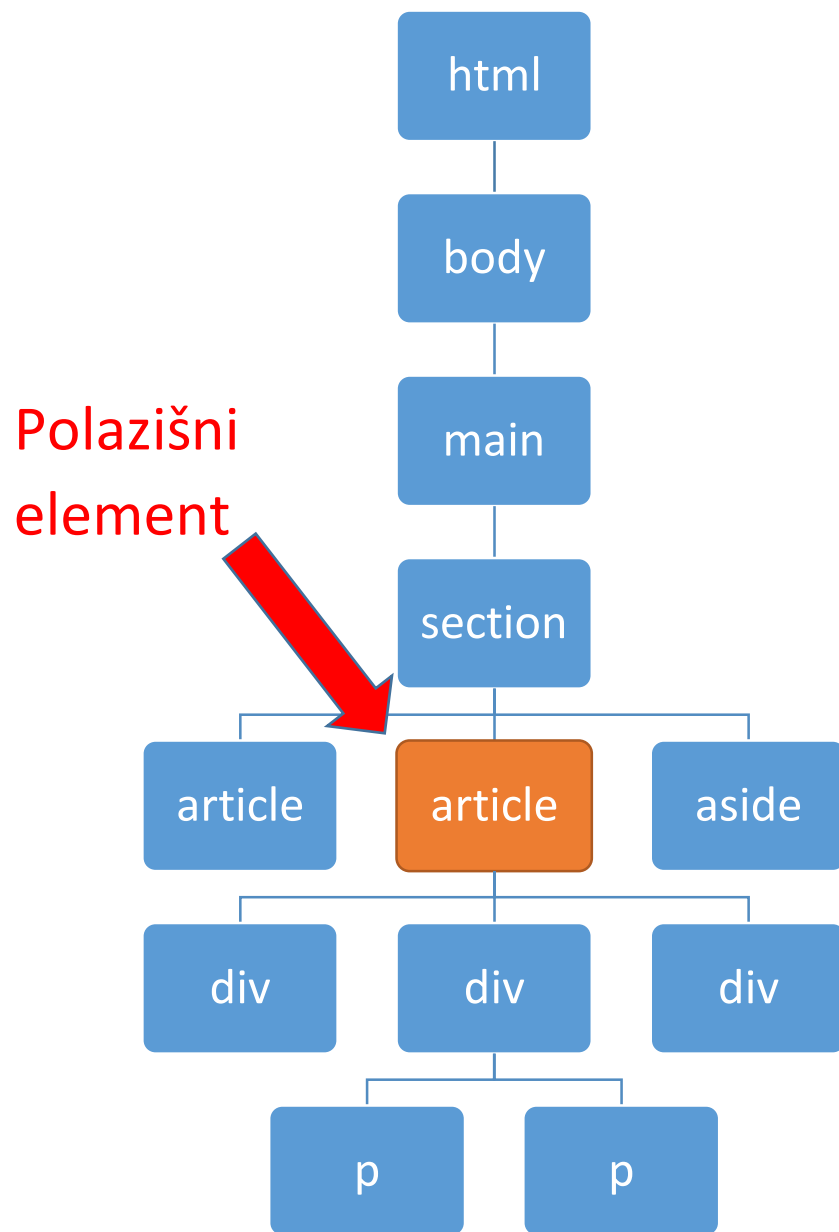 html
body
Polazišni
element
main
section
article
article
aside
div
div
div
p
p